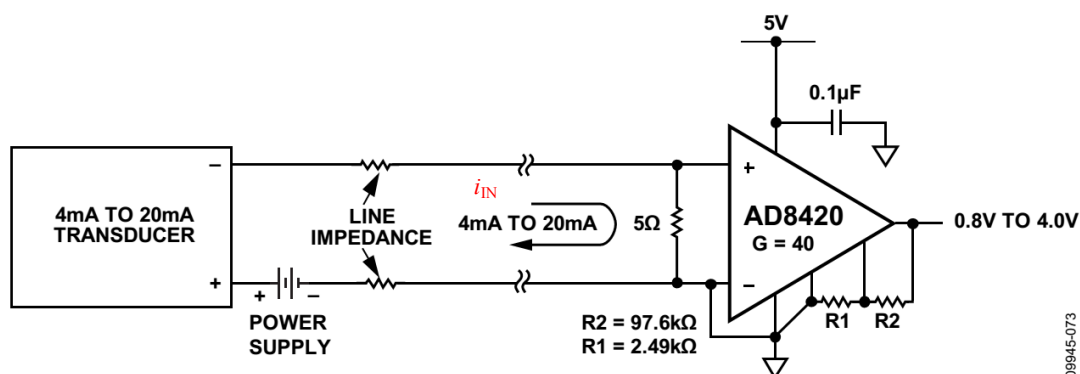 5V
0.1µF
−
4mA TO 20mA
TRANSDUCER
+
+ −
POWER
SUPPLY
LINE
IMPEDANCE
iIN
4mA TO 20mA
5Ω
+
AD8420
G = 40
−
0.8V TO 4.0V
R1
R2
R2 = 97.6kΩ
R1 = 2.49kΩ
09945-073